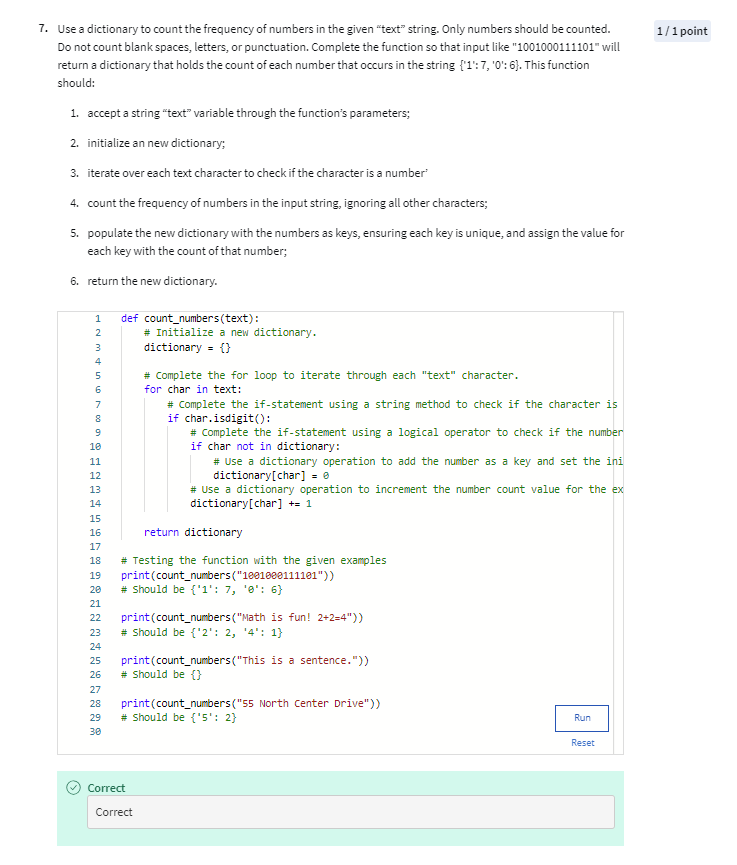 7. Use a dictionary to count the frequency of numbers in the given “text” string. Only numbers should be counted.
1 / 1 point
Do not count blank spaces, letters, or punctuation. Complete the function so that input like "1001000111101" will
return a dictionary that holds the count of each number that occurs in the string {'1': 7, '0': 6}. This function
should:
1. accept a string “text” variable through the function’s parameters;
2. initialize an new dictionary;
3. iterate over each text character to check if the character is a number’
4. count the frequency of numbers in the input string, ignoring all other characters;
5. populate the new dictionary with the numbers as keys, ensuring each key is unique, and assign the value for
each key with the count of that number;
6. return the new dictionary.
1 def count_numbers(text):
2 # Initialize a new dictionary.
3 dictionary = {}
4
5 # Complete the for loop to iterate through each "text" character.
6 for char in text:
7 # Complete the if-statement using a string method to check if the character is
8 if char.isdigit():
9 # Complete the if-statement using a logical operator to check if the number
10 if char not in dictionary:
11 # Use a dictionary operation to add the number as a key and set the ini
12 dictionary[char] = 0
13 # Use a dictionary operation to increment the number count value for the ex
14 dictionary[char] += 1
15
16 return dictionary
17
18 # Testing the function with the given examples
19 print(count_numbers("1001000111101"))
20 # Should be {'1': 7, '0': 6}
21
22 print(count_numbers("Math is fun! 2+2=4"))
23 # Should be {'2': 2, '4': 1}
24
25 print(count_numbers("This is a sentence."))
26 # Should be {}
27
28 print(count_numbers("55 North Center Drive"))
29 # Should be {'5': 2}
30
Run
Reset
Correct
Correct